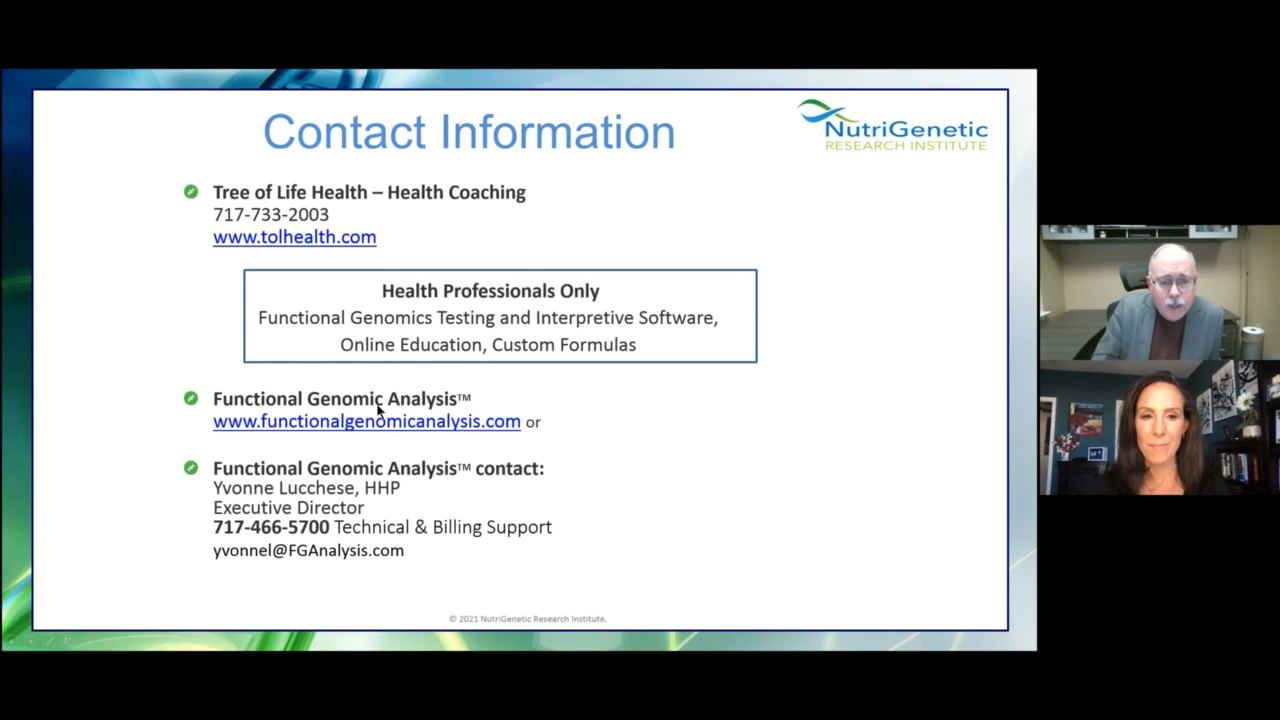 Contact Information
NutriGenetic
RESEARCH INSTITUTE
Tree of Life Health – Health Coaching
717-733-2003
www.tolhealth.com
Health Professionals Only
Functional Genomics Testing and Interpretive Software,
Online Education, Custom Formulas
Functional Genomic Analysis™
www.functionalgenomicanalysis.com or
Functional Genomic Analysis™ contact:
Yvonne Lucchese, HHP
Executive Director
717-466-5700 Technical & Billing Support
yvonnel@FGAnalysis.com
© 2021 NutriGenetic Research Institute.